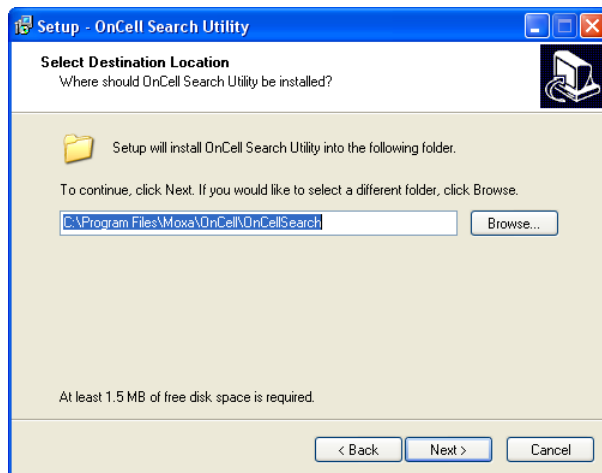 Setup - OnCell Search Utility
Select Destination Location
Where should OnCell Search Utility be installed?
Setup will install OnCell Search Utility into the following folder.
To continue, click Next. If you would like to select a different folder, click Browse.
C:\Program Files\Moxa\OnCell\OnCellSearch
Browse...
At least 1.5 MB of free disk space is required.
< Back
Next >
Cancel